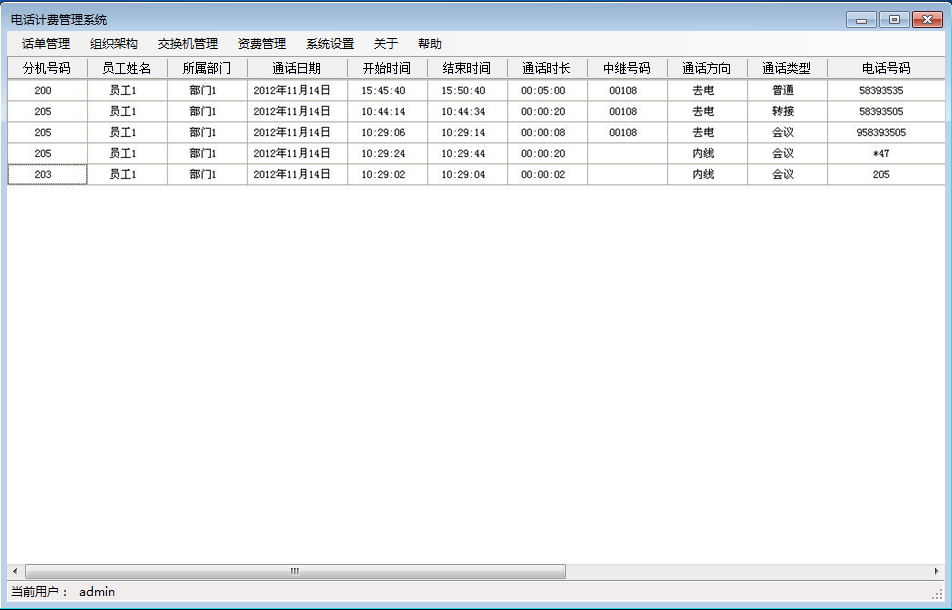 电话计费管理系统
话单管理 组织架构 交换机管理 资费管理 系统设置 关于 帮助
分机号码 员工姓名 所属部门 通话日期 开始时间 结束时间 通话时长 中继号码 通话方向 通话类型 电话号码
200 员工1 部门1 2012年11月14日 15:45:40 15:50:40 00:05:00 00108 去电 普通 58393535
205 员工1 部门1 2012年11月14日 10:44:14 10:44:34 00:00:20 00108 去电 转接 58393505
205 员工1 部门1 2012年11月14日 10:29:06 10:29:14 00:00:08 00108 去电 会议 958393505
205 员工1 部门1 2012年11月14日 10:29:24 10:29:44 00:00:20 内线 会议 *47
203 员工1 部门1 2012年11月14日 10:29:02 10:29:04 00:00:02 内线 会议 205
当前用户： admin